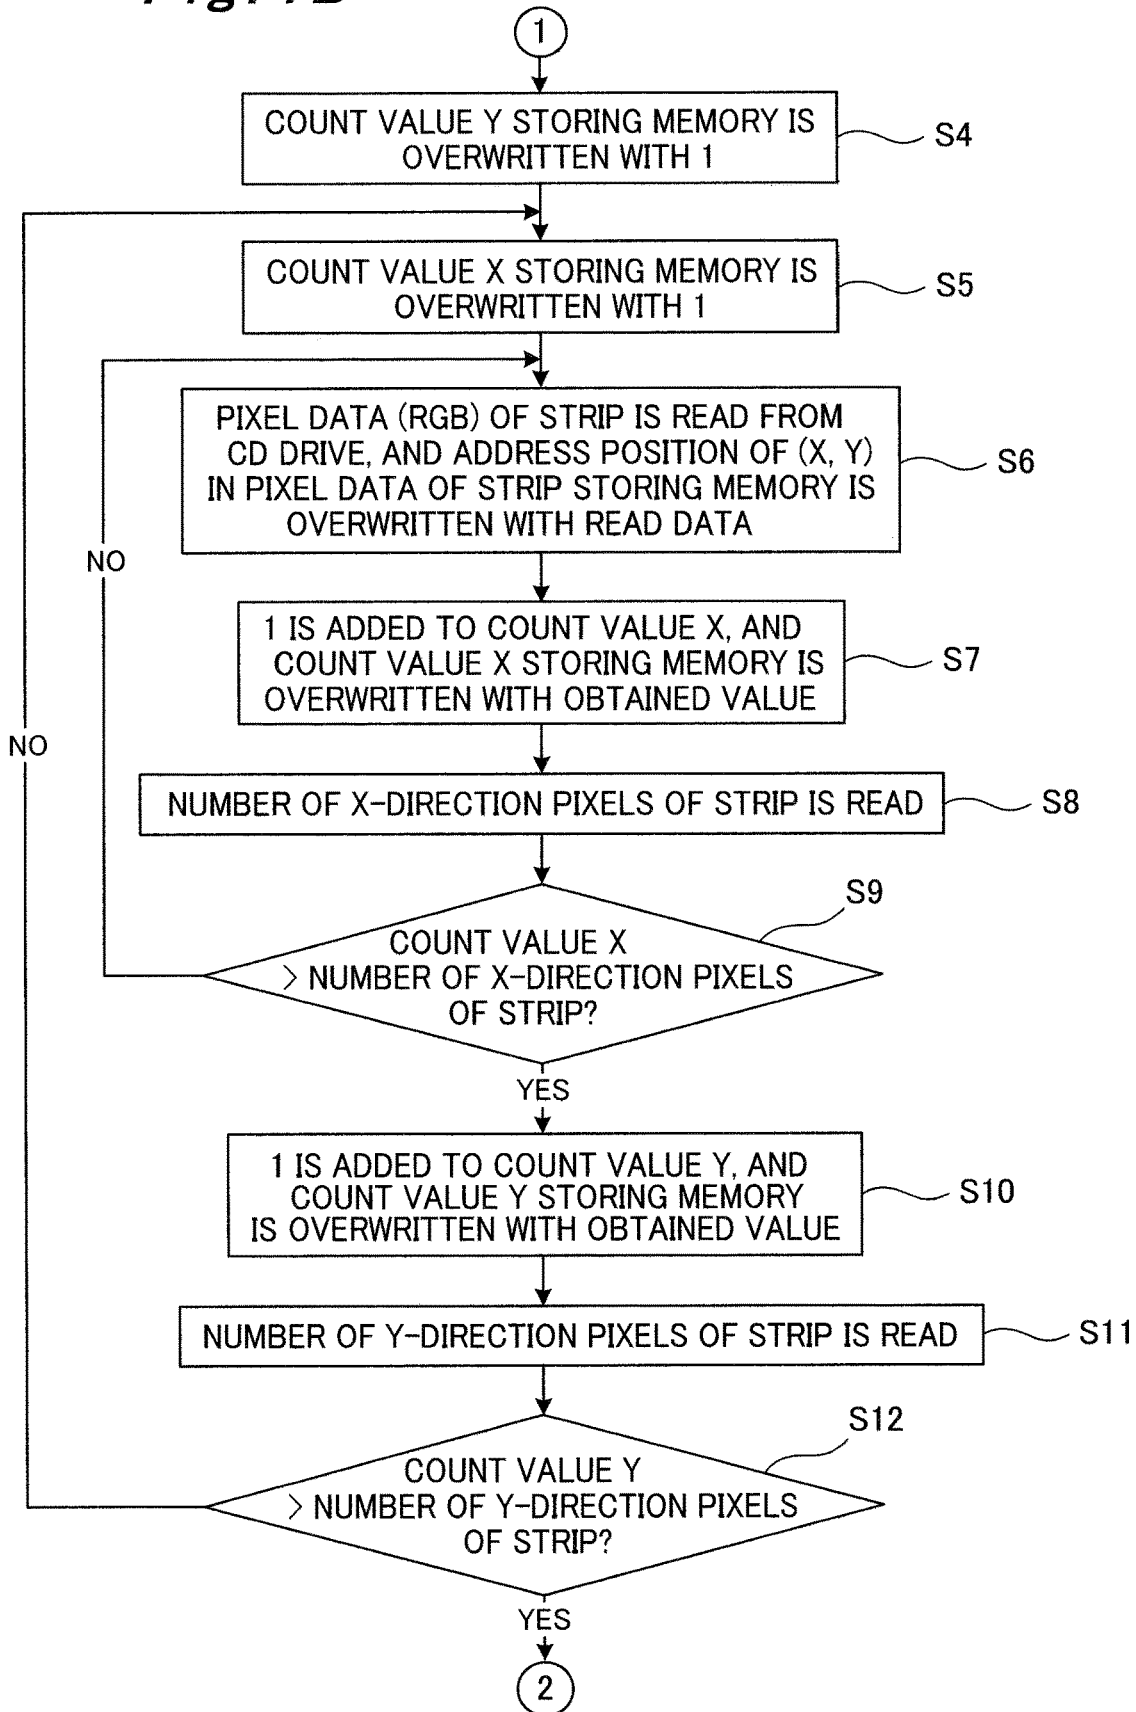 1
COUNT VALUE Y STORING MEMORY IS
OVERWRITTEN WITH 1
S4
COUNT VALUE X STORING MEMORY IS
OVERWRITTEN WITH 1
S5
PIXEL DATA (RGB) OF STRIP IS READ FROM
CD DRIVE, AND ADDRESS POSITION OF (X, Y)
IN PIXEL DATA OF STRIP STORING MEMORY IS
OVERWRITTEN WITH READ DATA
S6
NO
1 IS ADDED TO COUNT VALUE X, AND
COUNT VALUE X STORING MEMORY IS
OVERWRITTEN WITH OBTAINED VALUE
S7
NO
NUMBER OF X-DIRECTION PIXELS OF STRIP IS READ
S8
S9
COUNT VALUE X
> NUMBER OF X-DIRECTION PIXELS
OF STRIP?
YES
1 IS ADDED TO COUNT VALUE Y, AND
COUNT VALUE Y STORING MEMORY
IS OVERWRITTEN WITH OBTAINED VALUE
S10
NUMBER OF Y-DIRECTION PIXELS OF STRIP IS READ
S11
S12
COUNT VALUE Y
> NUMBER OF Y-DIRECTION PIXELS
OF STRIP?
YES
2